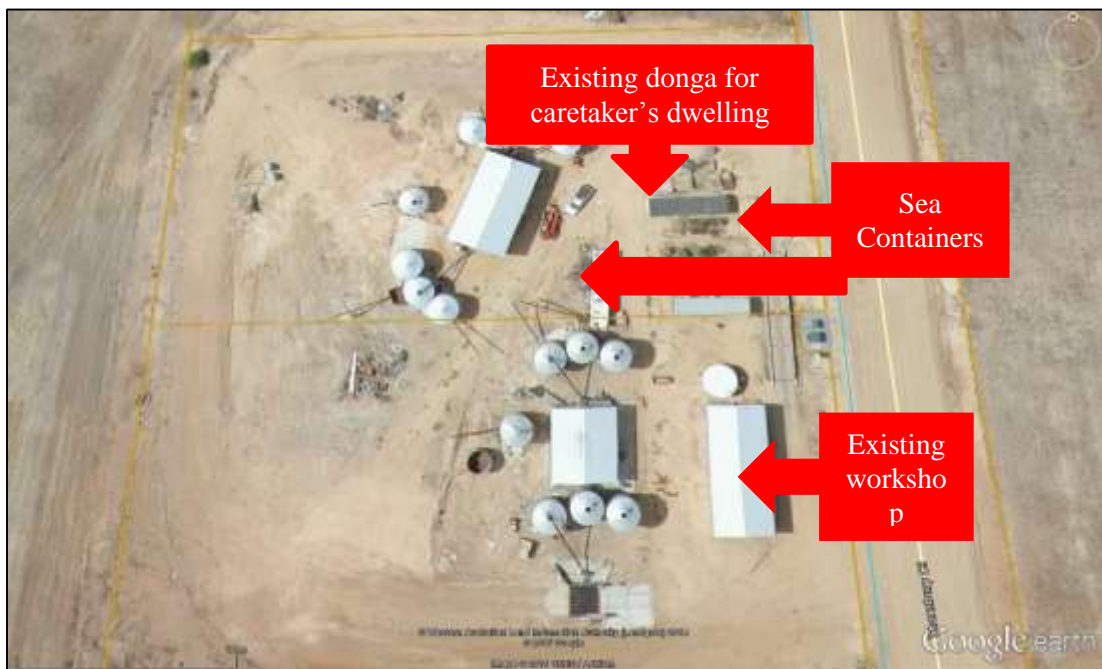 Existing donga for
caretaker's dwelling
Sea
Containers
Existing
worksho
p
Google earth